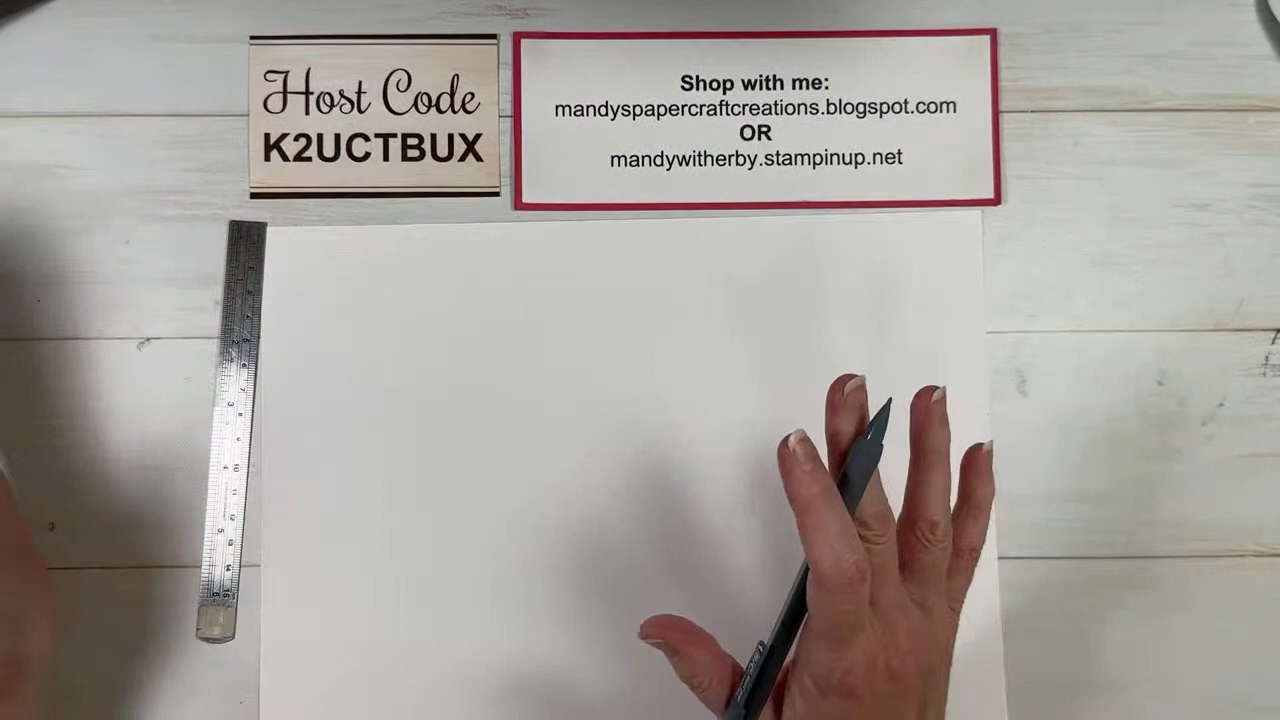 Host Code
K2UCTBUX
Shop with me:
mandyspapercraftcreations.blogspot.com
OR
mandywitherby.stampinup.net